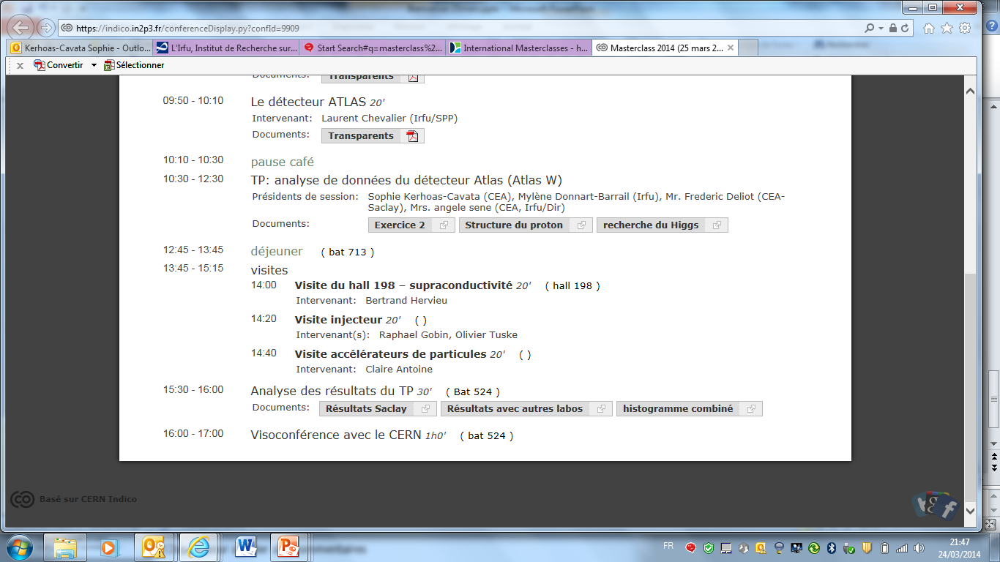 https://indico.in2p3.fr/conferenceDisplay.py?confId=9909
Kerhoas-Cavata Sophie - Outlo...
L'Irfu, Institut de Recherche sur...
Start Search#q=masterclass%2...
International Masterclasses - h...
Masterclass 2014 (25 mars 2...
x Convertir Sélectionner
Documents: Transparents
09:50 - 10:10 Le détecteur ATLAS 20'
Intervenant: Laurent Chevalier (Irfu/SPP)
Documents: Transparents
10:10 - 10:30 pause café
10:30 - 12:30 TP: analyse de données du détecteur Atlas (Atlas W)
Présidents de session: Sophie Kerhoas-Cavata (CEA), Mylène Donnart-Barrail (Irfu), Mr. Frederic Deliot (CEA-
Saclay), Mrs. angele sene (CEA, Irfu/Dir)
Documents: Exercice 2 Structure du proton recherche du Higgs
12:45 - 13:45 déjeuner ( bat 713 )
13:45 - 15:15 visites
14:00 Visite du hall 198 – supraconductivité 20' ( hall 198 )
Intervenant: Bertrand Hervieu
14:20 Visite injecteur 20' ( )
Intervenant(s): Raphael Gobin, Olivier Tuske
14:40 Visite accélérateurs de particules 20' ( )
Intervenant: Claire Antoine
15:30 - 16:00 Analyse des résultats du TP 30' ( Bat 524 )
Documents: Résultats Saclay Résultats avec autres labos histogramme combiné
16:00 - 17:00 Visoconférence avec le CERN 1h0' ( bat 524 )
Basé sur CERN Indico
FR
21:47
24/03/2014